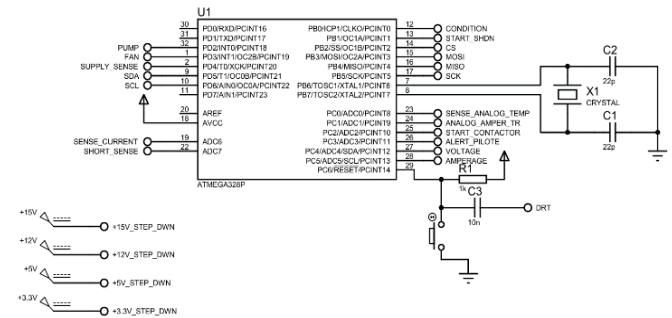 U1
30 PD0/RXD/PCINT16 PB0/ICP1/CLKO/PCINT0 12 CONDITION
31 PD1/TXD/PCINT17 PB1/OC1A/PCINT1 13 START_SHDN
PUMP 32 PD2/INT0/PCINT18 PB2/SS/OC1B/PCINT2 14 CS
FAN 1 PD3/INT1/OC2B/PCINT19 PB3/MOSI/OC2A/PCINT3 15 MOSI
SUPPLY_SENSE 2 PD4/T0/XCK/PCINT20 PB4/MISO/PCINT4 16 MISO
SDA 9 PD5/T1/OC0B/PCINT21 PB5/SCK/PCINT5 17 SCK
SCL 10 PD6/AIN0/OC0A/PCINT22 PB6/TOSC1/XTAL1/PCINT6 7
11 PD7/AIN1/PCINT23 PB7/TOSC2/XTAL2/PCINT7 8
C2
22p
X1
CRYSTAL
C1
22p
20 AREF PC0/ADC0/PCINT8 23 SENSE_ANALOG_TEMP
18 AVCC PC1/ADC1/PCINT9 24 ANALOG_AMPER_TR
PC2/ADC2/PCINT10 25 START_CONTACTOR
SENSE_CURRENT 19 ADC6 PC3/ADC3/PCINT11 26 ALERT_PILOTE
SHORT_SENSE 22 ADC7 PC4/ADC4/SDA/PCINT12 27 VOLTAGE
PC5/ADC5/SCL/PCINT13 28 AMPERAGE
PC6/RESET/PCINT14 29
ATMEGA328P
R1
1k
C3
10n
DRT
+15V +15V_STEP_DWN
+12V +12V_STEP_DWN
+5V +5V_STEP_DWN
+3.3V +3.3V_STEP_DWN